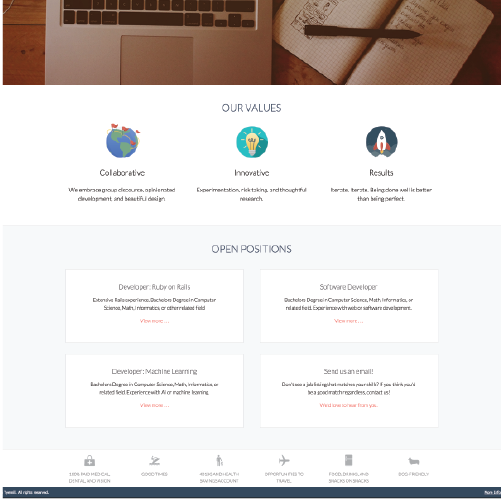 OUR VALUES
Collaborative
We embrace group discourse, opinionated
development, and beautiful design
Innovative
Experimentation, risk taking, and thoughtful
research.
Results
Iterate. Iterate. Being done well is better
than being perfect.
OPEN POSITIONS
Developer: Ruby on Rails
Extensive Rails experience, Bachelors Degree in Computer
Science, Math, Informatics, or other related field
View more ...
Software Developer
Bachelors Degree in Computer Science, Math, Informatics, or
related field. Experience with web or software development.
View more ...
Developer: Machine Learning
Bachelors Degree in Computer Science, Math, Informatics, or
related field. Experience with AI or machine learning.
View more ...
Send us an email!
Don't see a job listing that matches your skills? If you think you'd
be a good match regardless, contact us!
We'd love to hear from you.
100% PAID MEDICAL,
DENTAL, AND VISION
GOOD TIMES
HEALTH
SAVINGS ACCOUNT
OPPORTUNITIES TO
TRAVEL
AND
SNACKS ON SNACKS
DOG FRIENDLY
All rights reserved.
More Info